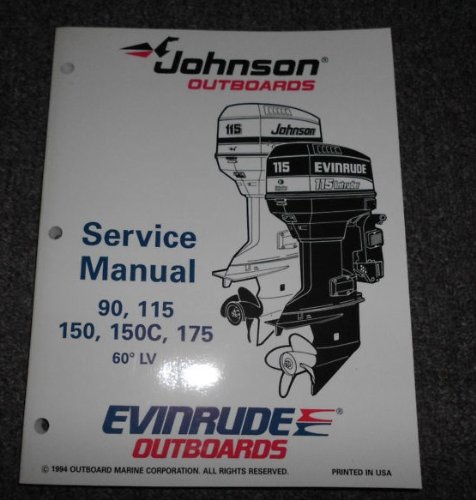 Johnson®
OUTBOARDS
115
Johnson
115 EVINRUDE
115
Service
Manual
90, 115
150, 150C, 175
60° LV
EVINRUDE®
OUTBOARDS
© 1994 OUTBOARD MARINE CORPORATION. ALL RIGHTS RESERVED.
PRINTED IN USA